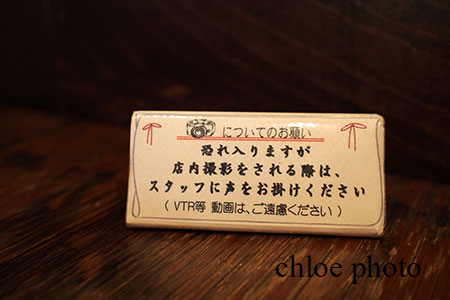 についてのお願い
恐れ入りますが
店内撮影をされる際は、
スタッフに声をお掛けください
(VTR等 動画は、ご遠慮ください)
chloe photo